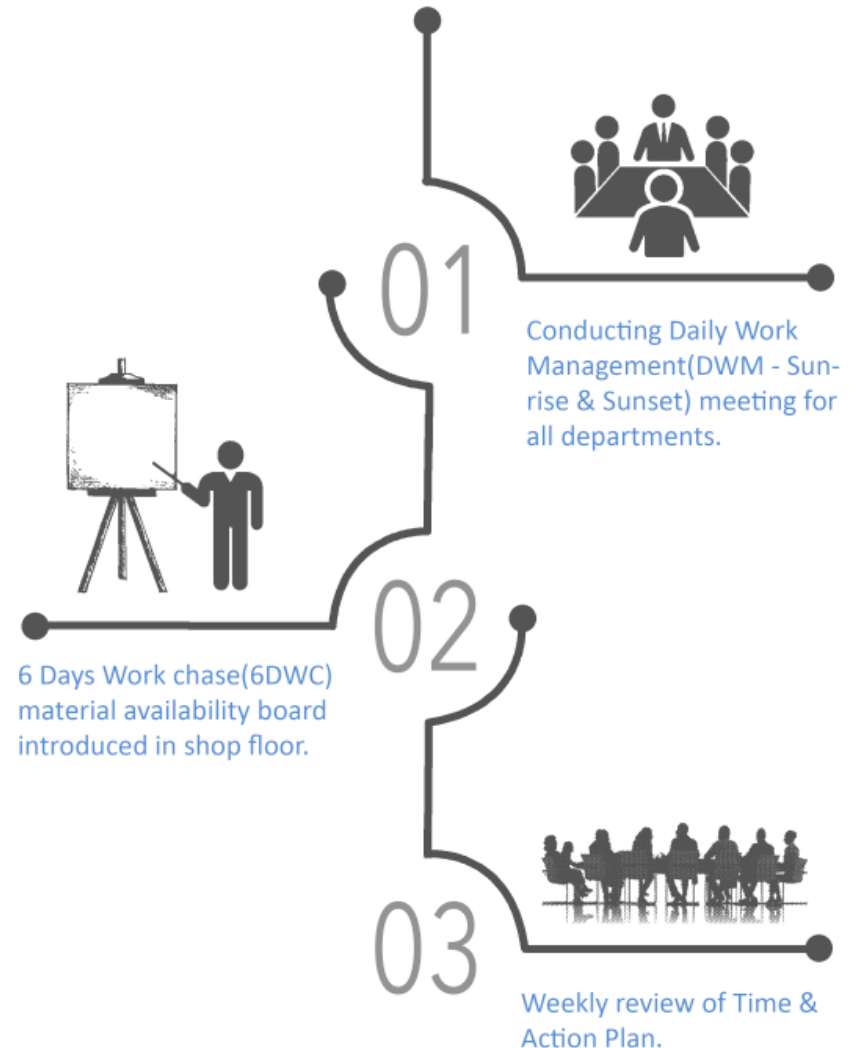 01
Conducting Daily Work
Management(DWM - Sun-
rise & Sunset) meeting for
all departments.
02
6 Days Work chase(6DWC)
material availability board
introduced in shop floor.
03
Weekly review of Time &
Action Plan.